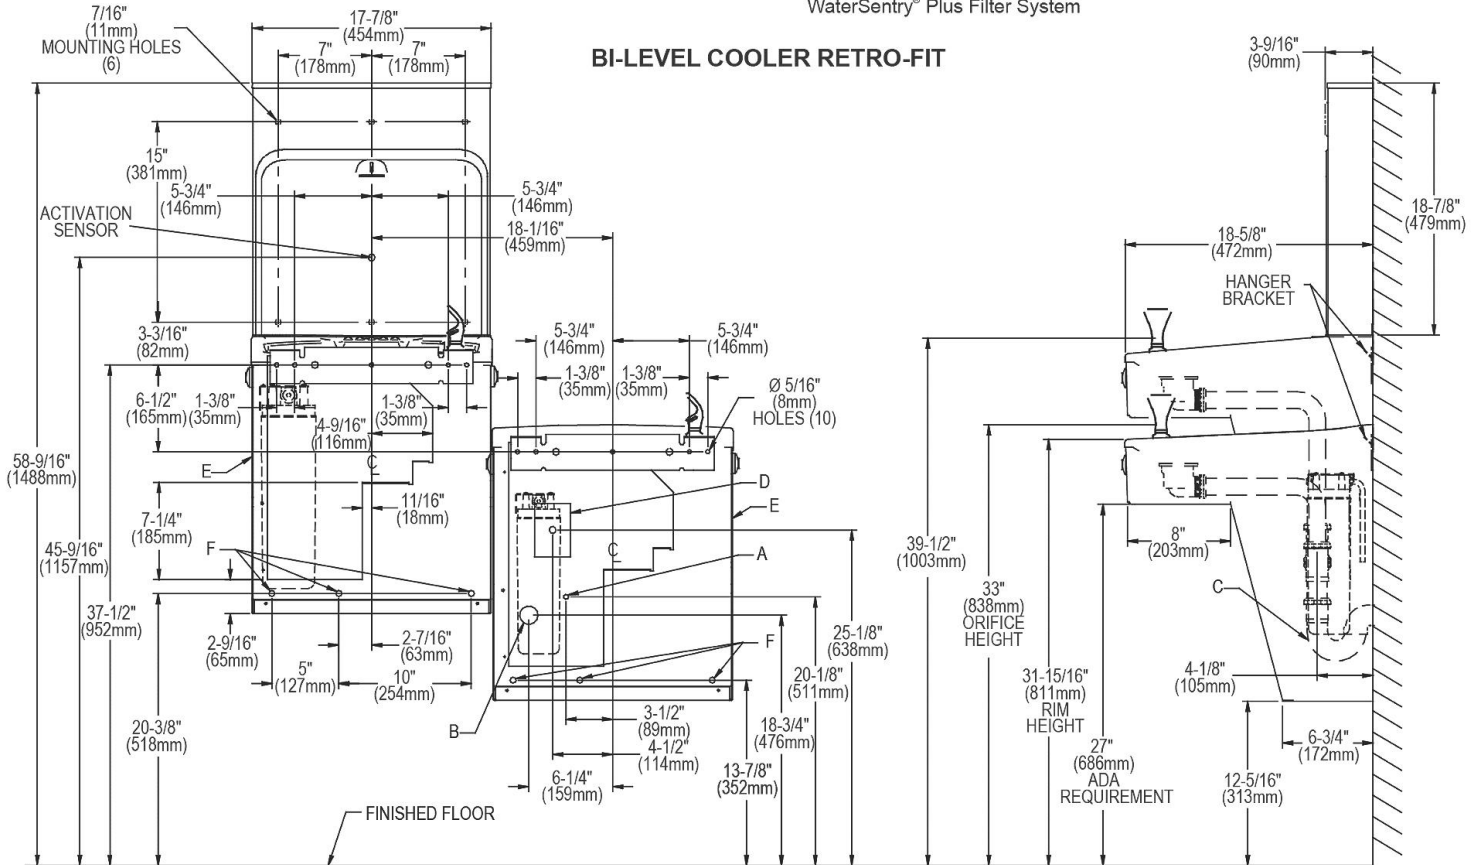 WaterSentry® Plus Filter System
BI-LEVEL COOLER RETRO-FIT
7/16"
(11mm)
MOUNTING HOLES
(6)
17-7/8"
(454mm)
7"
(178mm)
7"
(178mm)
15"
(381mm)
5-3/4"
(146mm)
5-3/4"
(146mm)
ACTIVATION
SENSOR
18-1/16"
(459mm)
3-3/16"
(82mm)
6-1/2"
(165mm)
1-3/8"
(35mm)
1-3/8"
(35mm)
4-9/16"
(116mm)
5-3/4"
(146mm)
5-3/4"
(146mm)
1-3/8"
(35mm)
1-3/8"
(35mm)
Ø 5/16"
(8mm)
HOLES (10)
58-9/16"
(1488mm)
E
C
L
11/16"
(18mm)
7-1/4"
(185mm)
F
45-9/16"
(1157mm)
37-1/2"
(952mm)
2-9/16"
(65mm)
2-7/16"
(63mm)
5"
(127mm)
10"
(254mm)
20-3/8"
(518mm)
D
E
C
L
A
F
B
3-1/2"
(89mm)
4-1/2"
(114mm)
6-1/4"
(159mm)
25-1/8"
(638mm)
20-1/8"
(511mm)
18-3/4"
(476mm)
13-7/8"
(352mm)
FINISHED FLOOR
3-9/16"
(90mm)
18-7/8"
(479mm)
18-5/8"
(472mm)
HANGER
BRACKET
39-1/2"
(1003mm)
8"
(203mm)
33"
(838mm)
ORIFICE
HEIGHT
C
31-15/16"
(811mm)
RIM
HEIGHT
4-1/8"
(105mm)
27"
(686mm)
ADA
REQUIREMENT
6-3/4"
(172mm)
12-5/16"
(313mm)